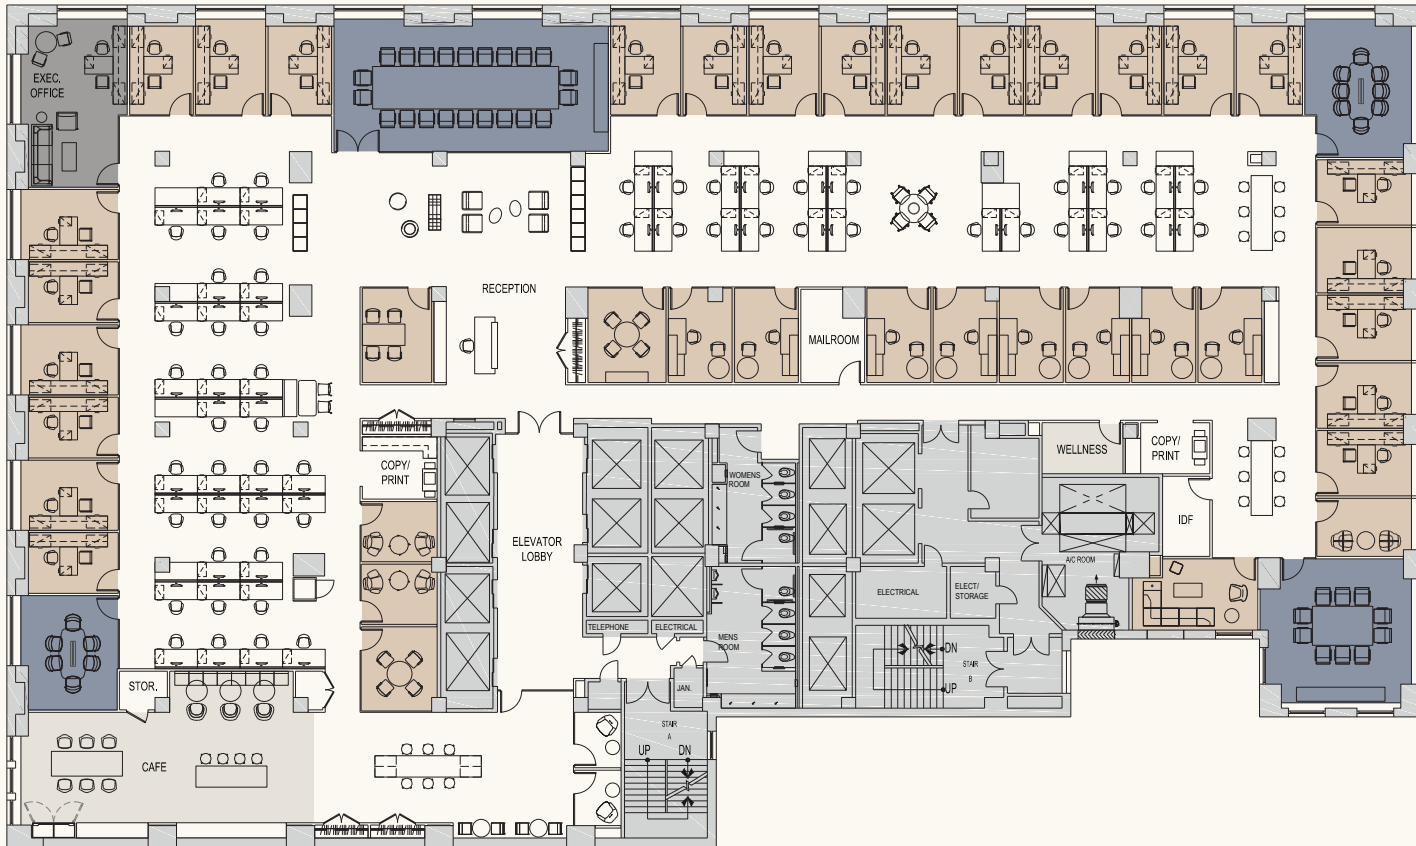 EXEC.
OFFICE
RECEPTION
MAILROOM
COPY/
PRINT
WELLNESS
COPY/
PRINT
WOMENS
ROOM
IDF
ELEVATOR
LOBBY
A/C ROOM
ELECTRICAL
ELECT/
STORAGE
TELEPHONE
ELECTRICAL
MENS
ROOM
DN
STAIR
B
UP
STOR.
JAN.
STAIR
A
UP
DN
CAFE